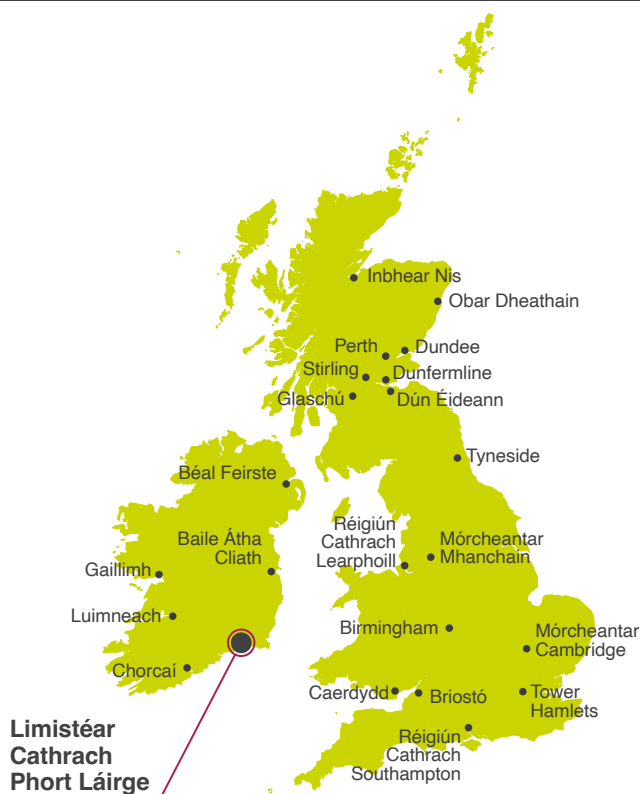 Inbhear Nis
Obar Dheathain
Perth
Dundee
Stirling
Dunfermline
Glaschú
Dún Éideann
Tyneside
Béal Feirste
Réigiún
Cathrach
Learphoill
Mórcheantar
Mhanchain
Baile Átha
Cliath
Gaillimh
Luimneach
Birmingham
Mórcheantar
Cambridge
Chorcaí
Caerdydd
Briostó
Tower
Hamlets
Réigiún
Cathrach
Southampton
Limistéar
Cathrach
Phort Láirge